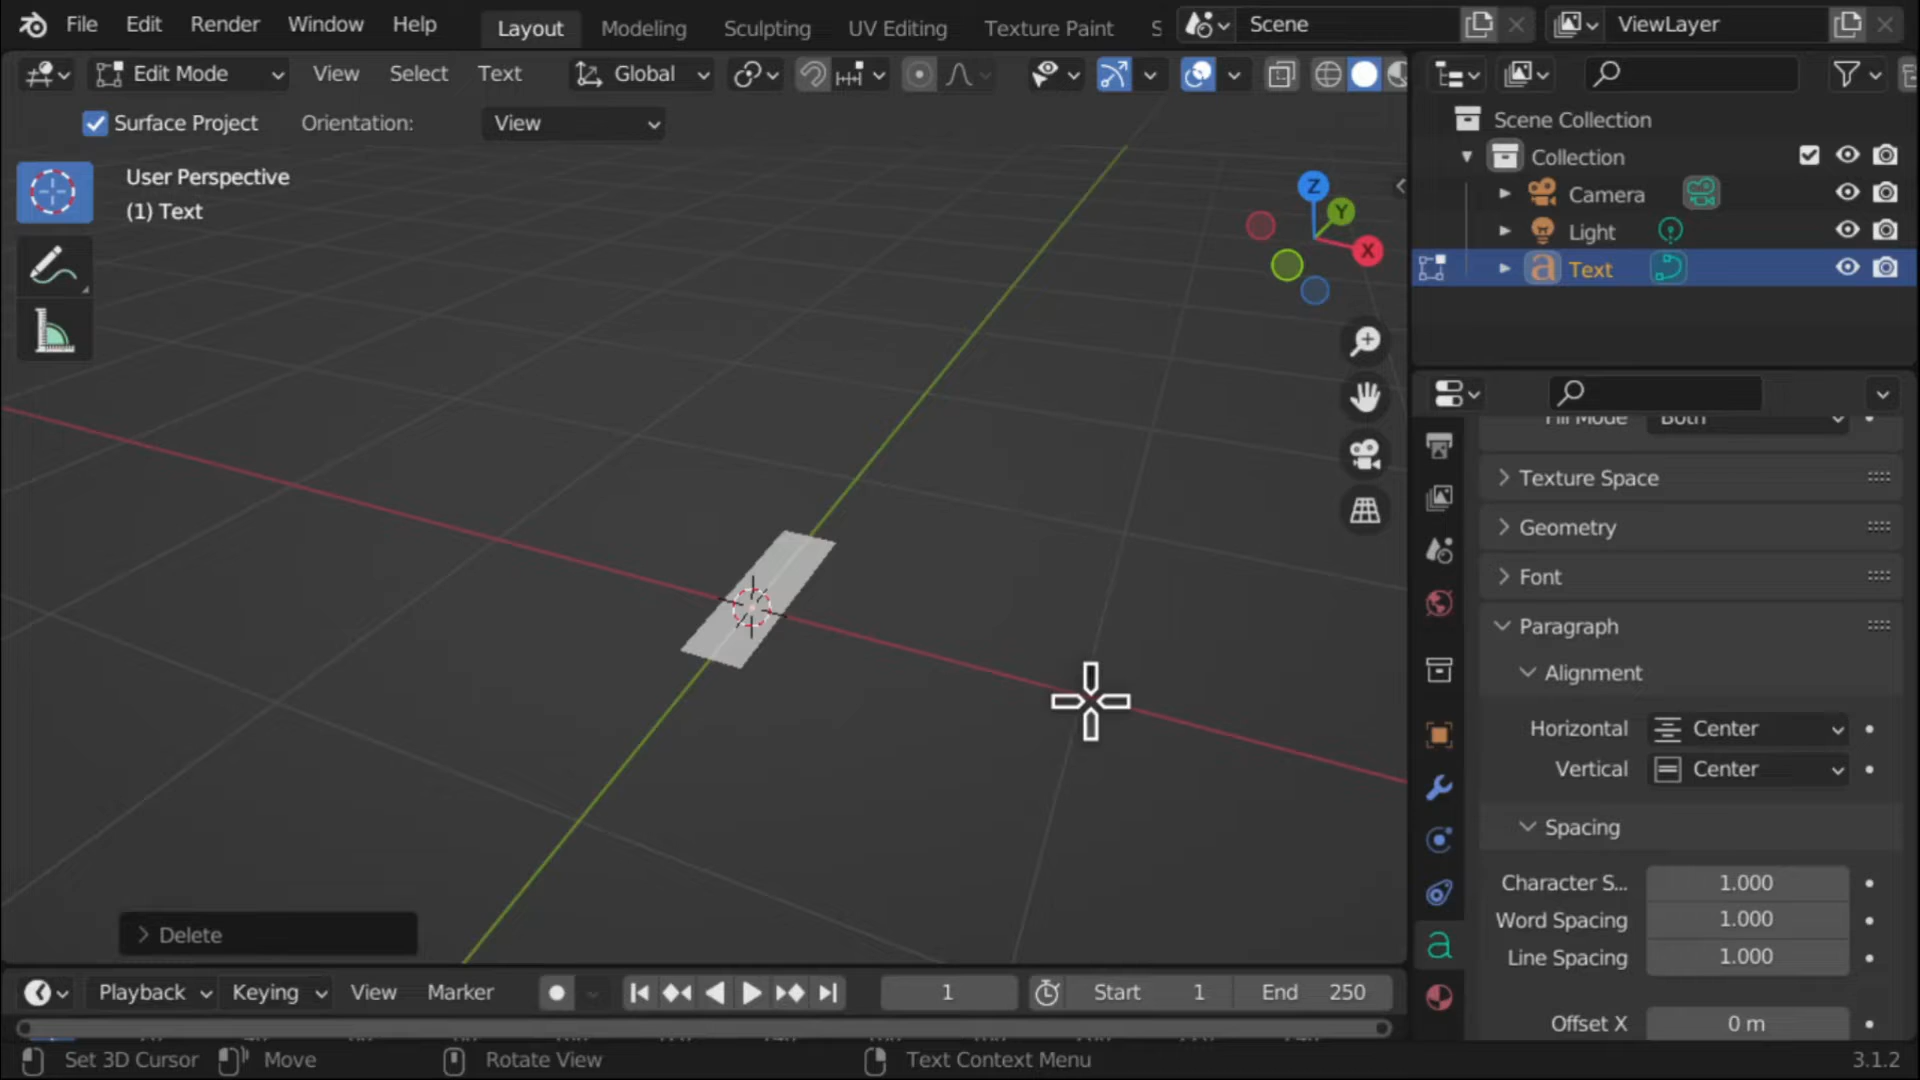 File Edit Render Window Help Layout Modeling Sculpting UV Editing Texture Paint S Scene ViewLayer
Edit Mode View Select Text Global
Surface Project Orientation: View
User Perspective
(1) Text
Z
Y
X
Scene Collection
Collection
Camera
Light
Text
Fill Mode Both
Texture Space
Geometry
Font
Paragraph
Alignment
Horizontal Center
Vertical Center
Spacing
Character S... 1.000
Word Spacing 1.000
Line Spacing 1.000
Offset X 0 m
Delete
Playback Keying View Marker 1 Start 1 End 250
Set 3D Cursor Move Rotate View Text Context Menu 3.1.2